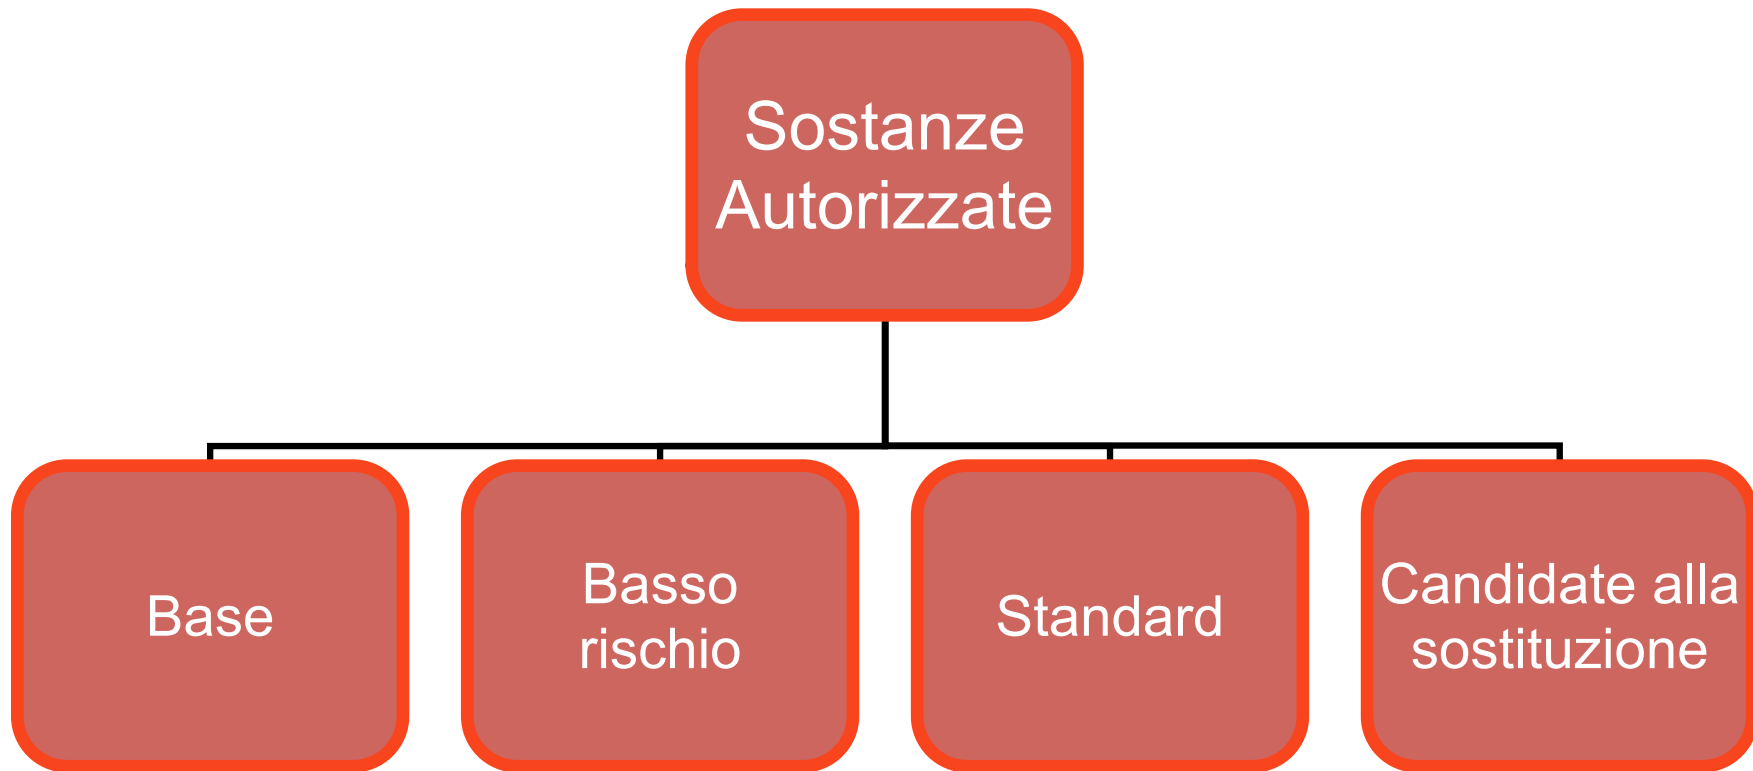 Sostanze
Autorizzate
Base
Basso
rischio
Standard
Candidate alla
sostituzione